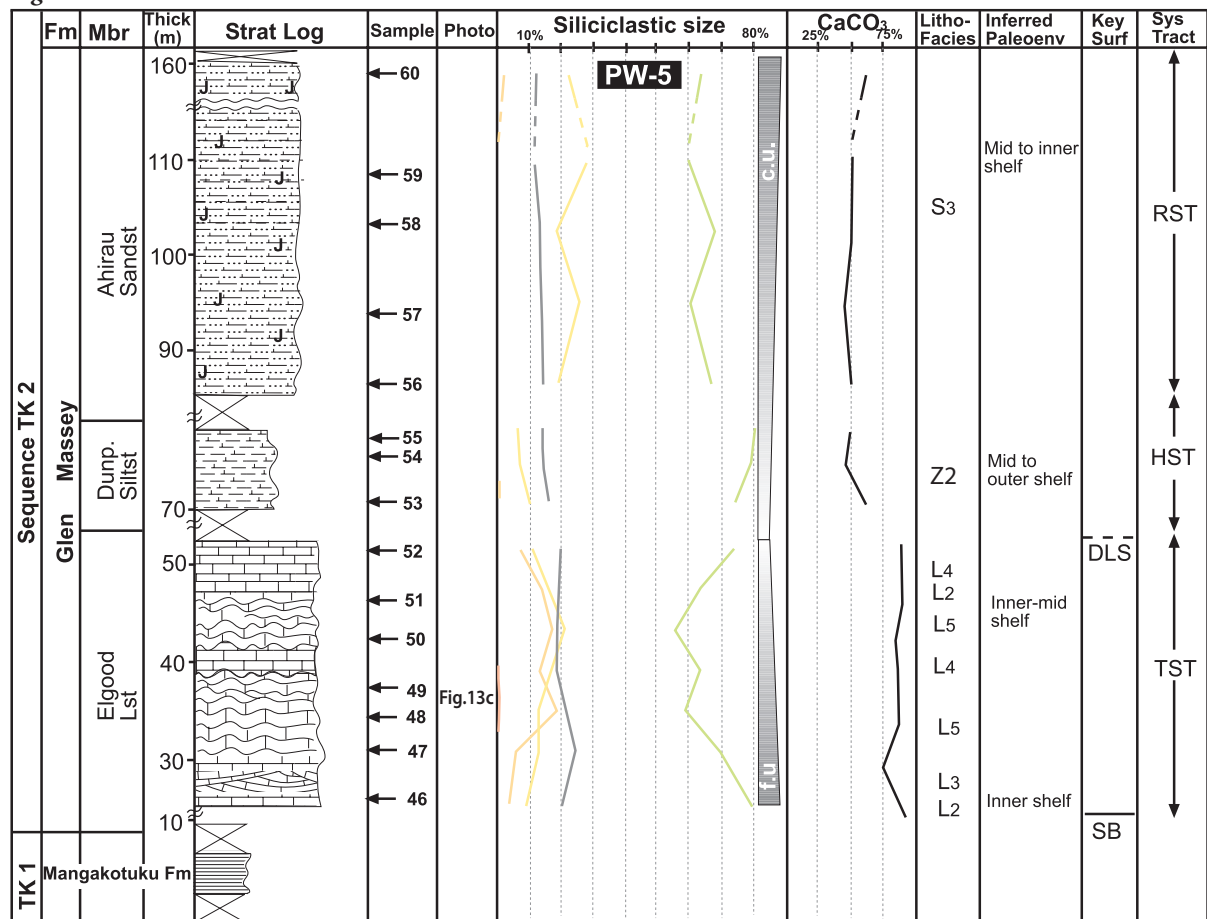 Fm
Mbr
Thick
(m)
Strat Log
Sample
Photo
Siliciclastic size
10%
80%
CaCO3
25%
75%
Litho-
Facies
Inferred
Paleoenv
Key
Surf
Sys
Tract
PW-5
Sequence TK 2
TK 1
Glen Massey
Mangakotuku Fm
Ahirau
Sandst
Dunp.
Siltst
Elgood
Lst
160
110
100
90
70
50
40
30
10
J
J
J
J
J
J
J
J
J
60
59
58
57
56
55
54
53
52
51
50
49
48
47
46
Fig.13c
c.u.
f.u
S3
Z2
L4
L2
L5
L4
L5
L3
L2
Mid to inner
shelf
Mid to
outer shelf
Inner-mid
shelf
Inner shelf
DLS
SB
RST
HST
TST